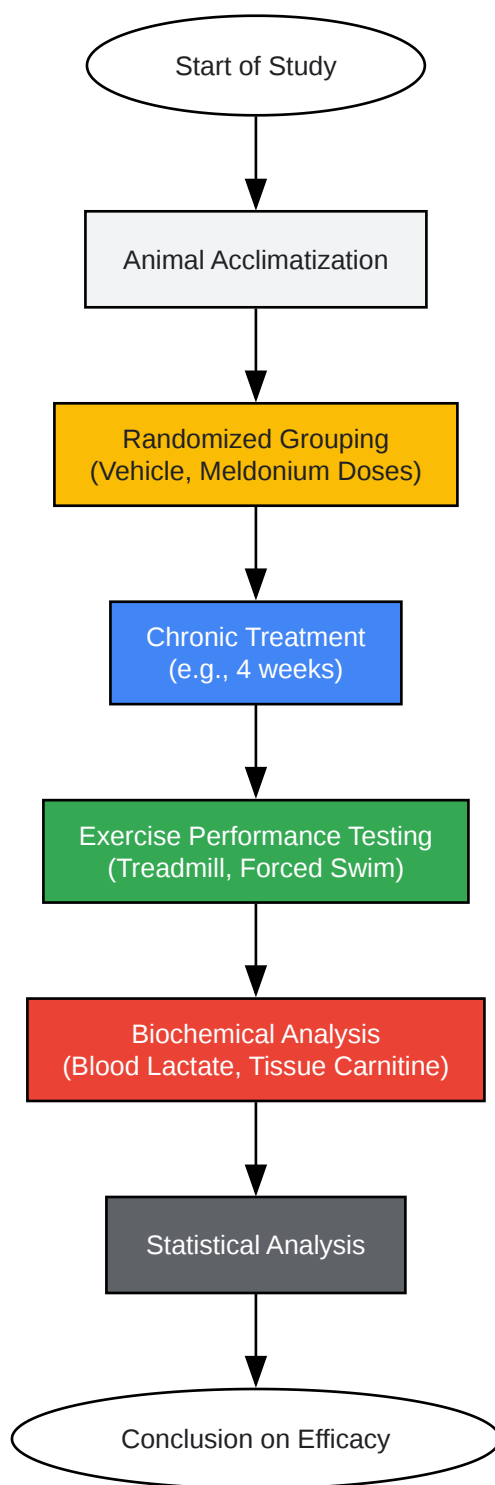 Start of Study
Animal Acclimatization
Randomized Grouping
(Vehicle, Meldonium Doses)
Chronic Treatment
(e.g., 4 weeks)
Exercise Performance Testing
(Treadmill, Forced Swim)
Biochemical Analysis
(Blood Lactate, Tissue Carnitine)
Statistical Analysis
Conclusion on Efficacy